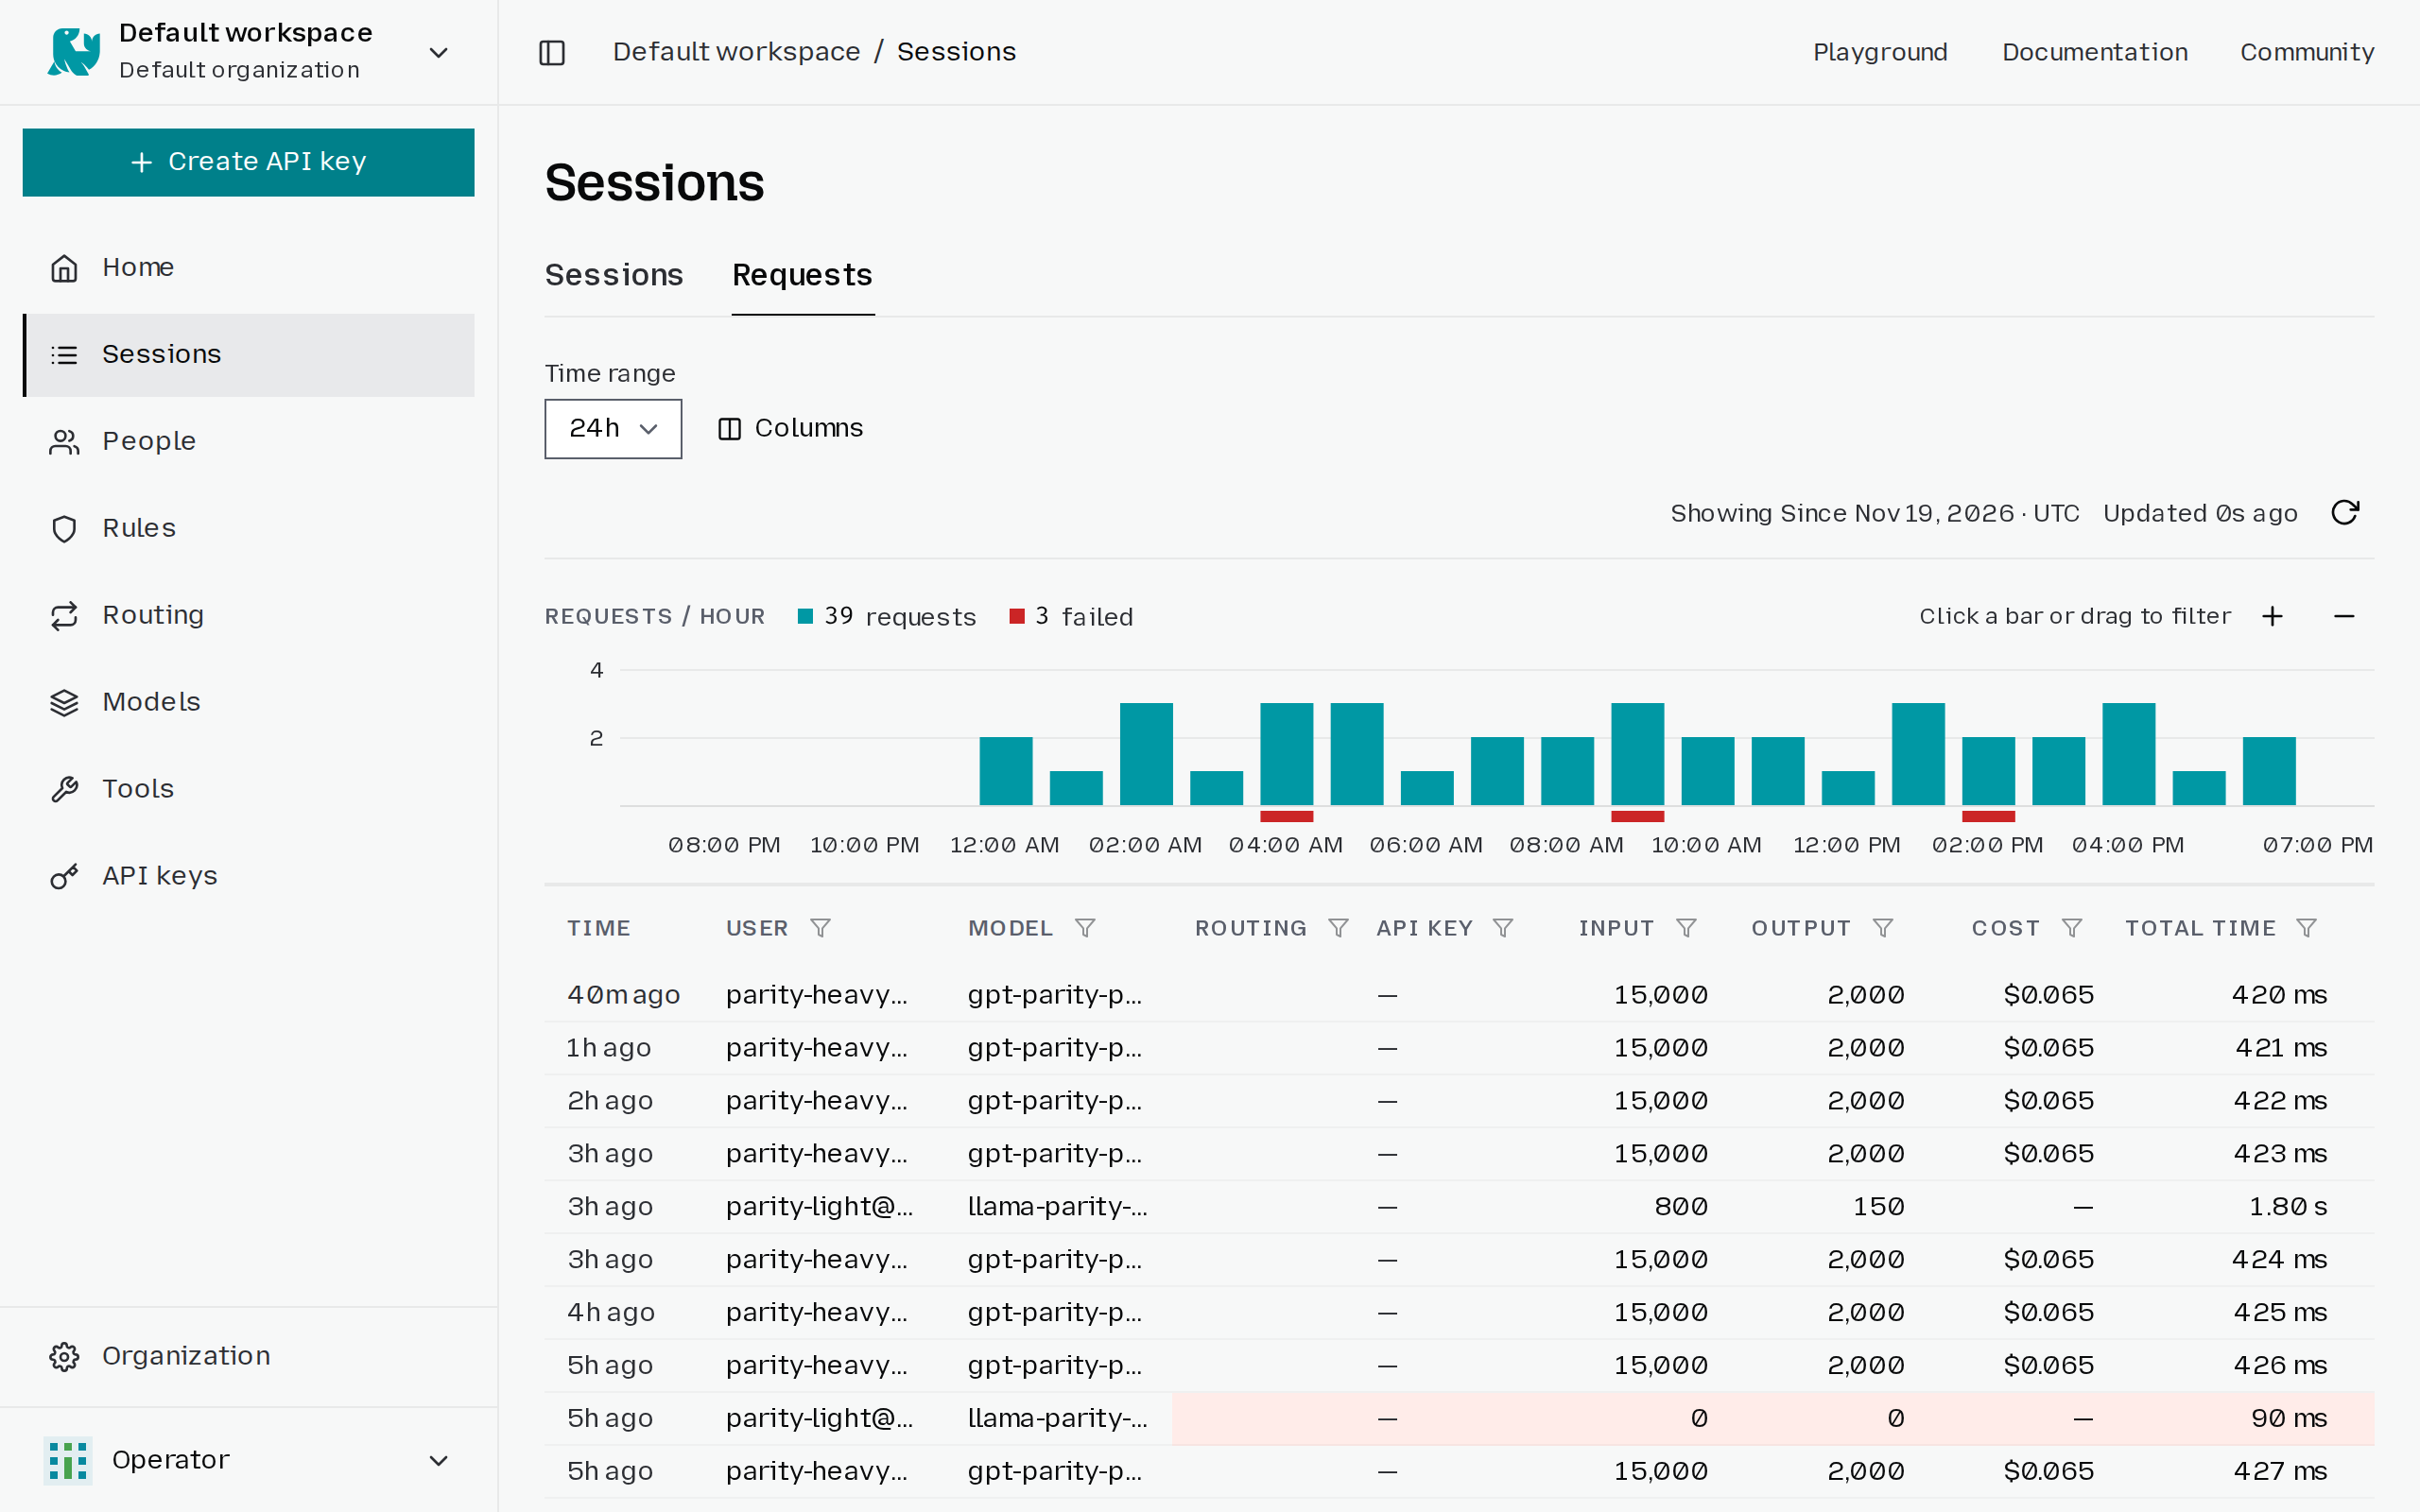 Default workspace
Default organization
Default workspace / Sessions
Playground Documentation Community
Create API key
Home
Sessions
People
Rules
Routing
Models
Tools
API keys
Organization
Operator
Sessions
Sessions Requests
Time range
24h Columns
Showing Since Nov 19, 2026 · UTC Updated 0s ago
REQUESTS / HOUR 39 requests 3 failed Click a bar or drag to filter
4
2
08:00 PM 10:00 PM 12:00 AM 02:00 AM 04:00 AM 06:00 AM 08:00 AM 10:00 AM 12:00 PM 02:00 PM 04:00 PM 07:00 PM
TIME USER MODEL ROUTING API KEY INPUT OUTPUT COST TOTAL TIME
40m ago parity-heavy... gpt-parity-p... — 15,000 2,000 $0.065 420 ms
1h ago parity-heavy... gpt-parity-p... — 15,000 2,000 $0.065 421 ms
2h ago parity-heavy... gpt-parity-p... — 15,000 2,000 $0.065 422 ms
3h ago parity-heavy... gpt-parity-p... — 15,000 2,000 $0.065 423 ms
3h ago parity-light@... llama-parity-... — 800 150 — 1.80 s
3h ago parity-heavy... gpt-parity-p... — 15,000 2,000 $0.065 424 ms
4h ago parity-heavy... gpt-parity-p... — 15,000 2,000 $0.065 425 ms
5h ago parity-heavy... gpt-parity-p... — 15,000 2,000 $0.065 426 ms
5h ago parity-light@... llama-parity-... — 0 0 — 90 ms
5h ago parity-heavy... gpt-parity-p... — 15,000 2,000 $0.065 427 ms